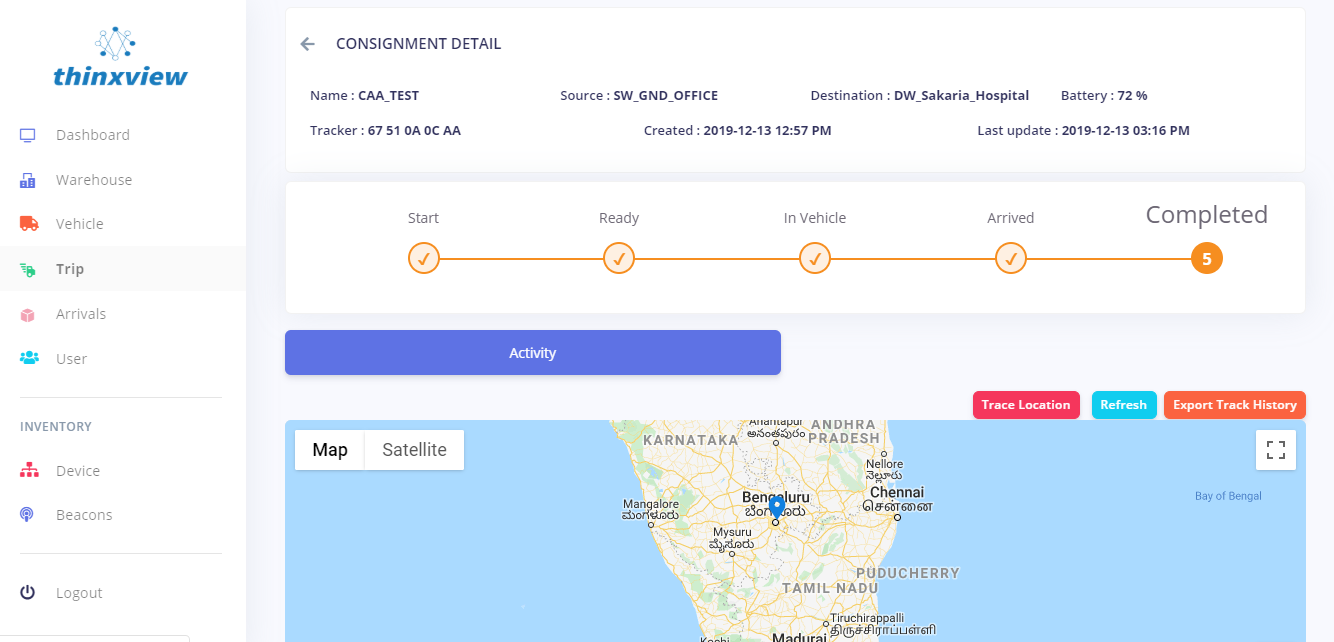 thinxview
Dashboard
Warehouse
Vehicle
Trip
Arrivals
User
INVENTORY
Device
Beacons
Logout
CONSIGNMENT DETAIL
Name : CAA_TEST Source : SW_GND_OFFICE Destination : DW_Sakaria_Hospital Battery : 72 %
Tracker : 67 51 0A 0C AA Created : 2019-12-13 12:57 PM Last update : 2019-12-13 03:16 PM
Start Ready In Vehicle Arrived Completed
5
Activity
Trace Location Refresh Export Track History
Map Satellite
KARNATAKA
Anantapur
అనంతపురం
ANDHRA
PRADESH
Nellore
నెల్లూరు
Bengaluru
Chennai
சென்னை
Bay of Bengal
Mangalore
ಮಂಗಳೂರು
Mysuru
ಮೈಸೂರು
PUDUCHERRY
TAMIL NADU
Tiruchirappalli
திருச்சிராப்பள்ளி
Madurai
Kochi